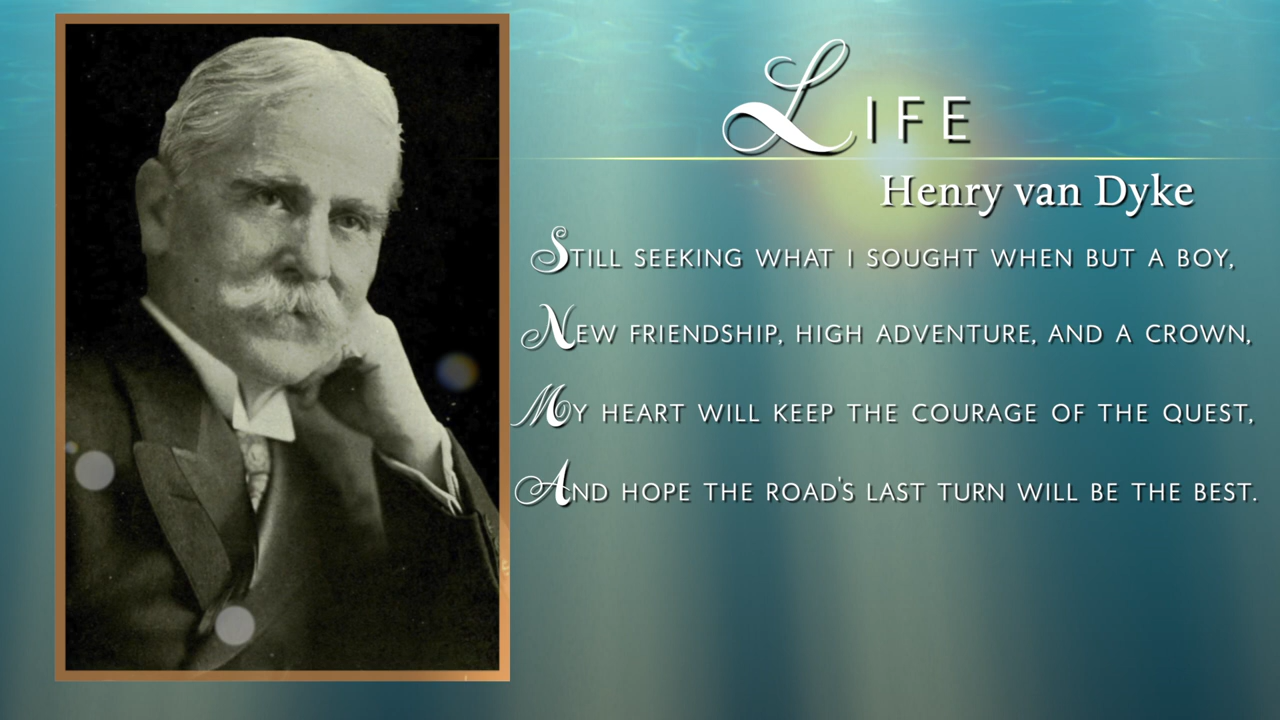 Life
Henry van Dyke
Still seeking what I sought when but a boy,
New friendship, high adventure, and a crown,
My heart will keep the courage of the quest,
And hope the road's last turn will be the best.